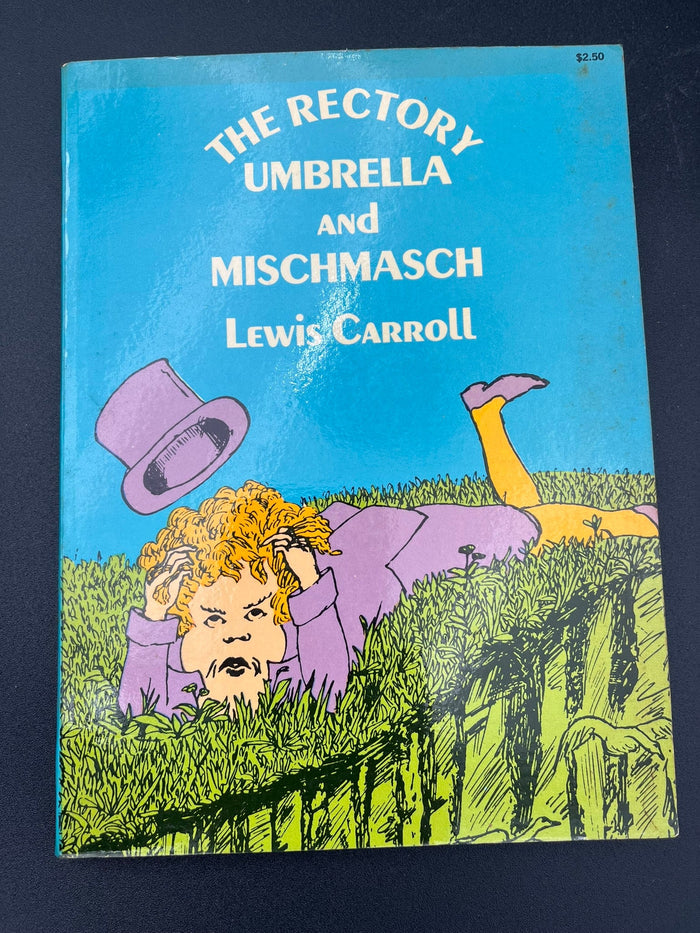 $2.50
THE RECTORY
UMBRELLA
AND
MISCHMASCH
LEWIS CARROLL